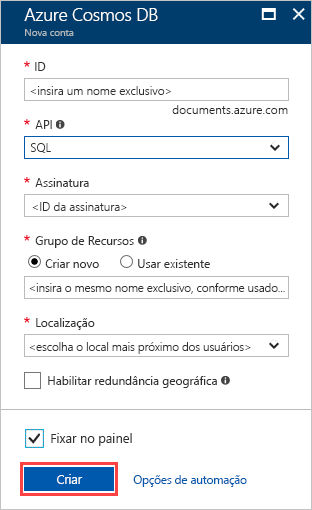 Azure Cosmos DB
Nova conta
* ID
<insira um nome exclusivo>
documents.azure.com
* API
SQL
* Assinatura
<ID da assinatura>
* Grupo de Recursos
Criar novo Usar existente
<insira o mesmo nome exclusivo, conforme usado...
* Localização
<escolha o local mais próximo dos usuários>
Habilitar redundância geográfica
Fixar no painel
Criar Opções de automação